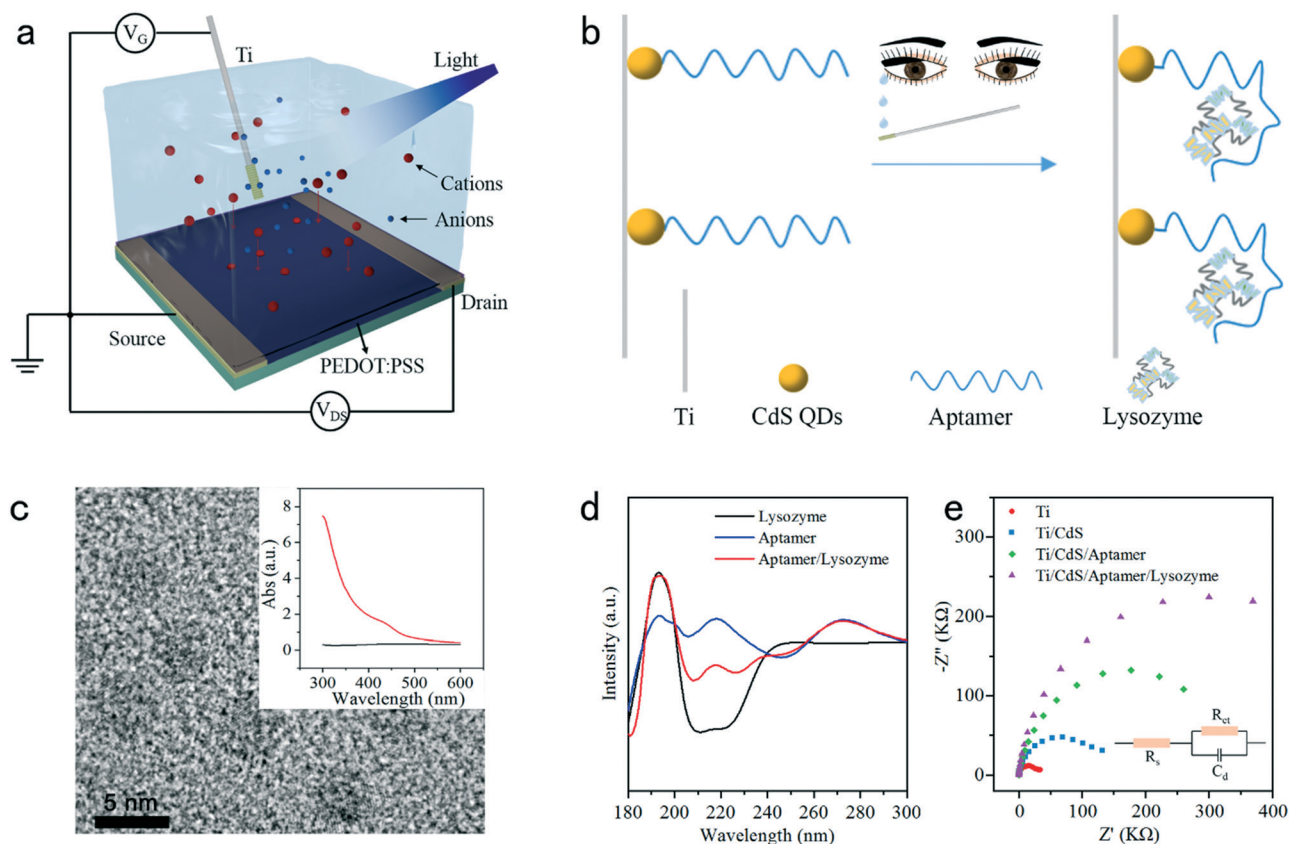 a
V_G
Ti
Light
Cations
Anions
Drain
Source
PEDOT:PSS
V_DS
b
Ti
CdS QDs
Aptamer
Lysozyme
c
8
6
4
2
0
Abs (a.u.)
300 400 500 600
Wavelength (nm)
5 nm
d
Lysozyme
Aptamer
Aptamer/Lysozyme
Intensity (a.u.)
180 200 220 240 260 280 300
Wavelength (nm)
e
Ti
Ti/CdS
Ti/CdS/Aptamer
Ti/CdS/Aptamer/Lysozyme
300
200
100
0
-Z'' (KΩ)
R_s
R_ct
C_d
0 100 200 300 400
Z' (KΩ)